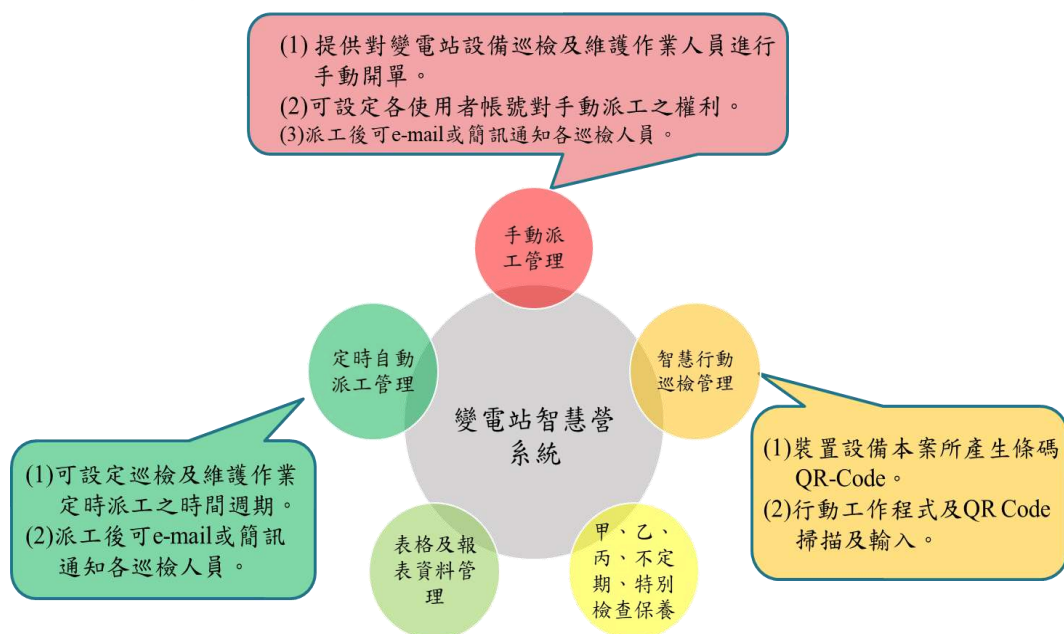 (1) 提供對變電站設備巡檢及維護作業人員進行
手動開單。
(2)可設定各使用者帳號對手動派工之權利。
(3)派工後可e-mail或簡訊通知各巡檢人員。
手動派
工管理
定時自動
派工管理
智慧行動
巡檢管理
變電站智慧營
系統
(1)可設定巡檢及維護作業
定時派工之時間週期。
(2)派工後可e-mail或簡訊
通知各巡檢人員。
(1)裝置設備本案所產生條碼
QR-Code。
(2)行動工作程式及QR Code
掃描及輸入。
表格及報
表資料管
理
甲、乙、
丙、不定
期、特別
檢查保養